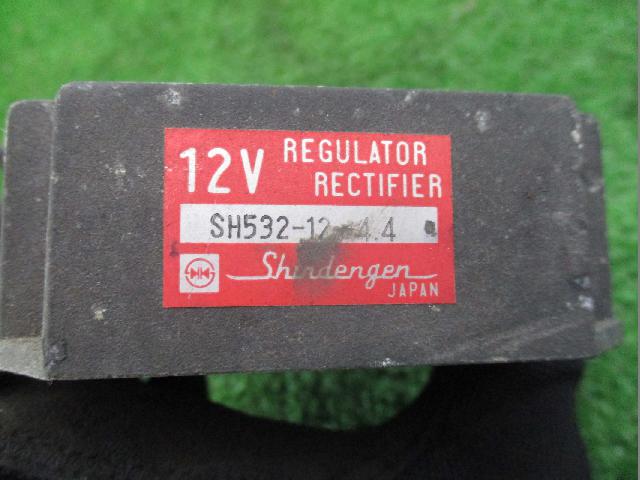 12V REGULATOR
RECTIFIER
SH532-12 4.4
Shindengen
JAPAN